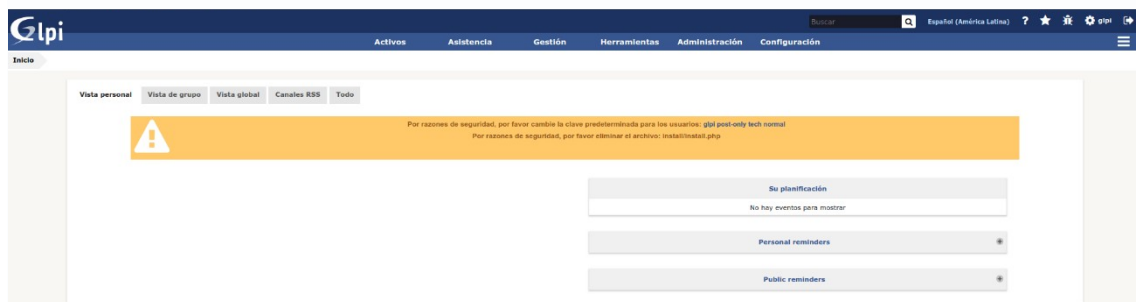 Glpi
Buscar
Español (América Latina) ? glpi
Activos Asistencia Gestión Herramientas Administración Configuración
Inicio
Vista personal Vista de grupo Vista global Canales RSS Todo
Por razones de seguridad, por favor cambie la clave predeterminada para los usuarios: glpi post-only tech normal
Por razones de seguridad, por favor eliminar el archivo: install/install.php
Su planificación
No hay eventos para mostrar
Personal reminders
Public reminders